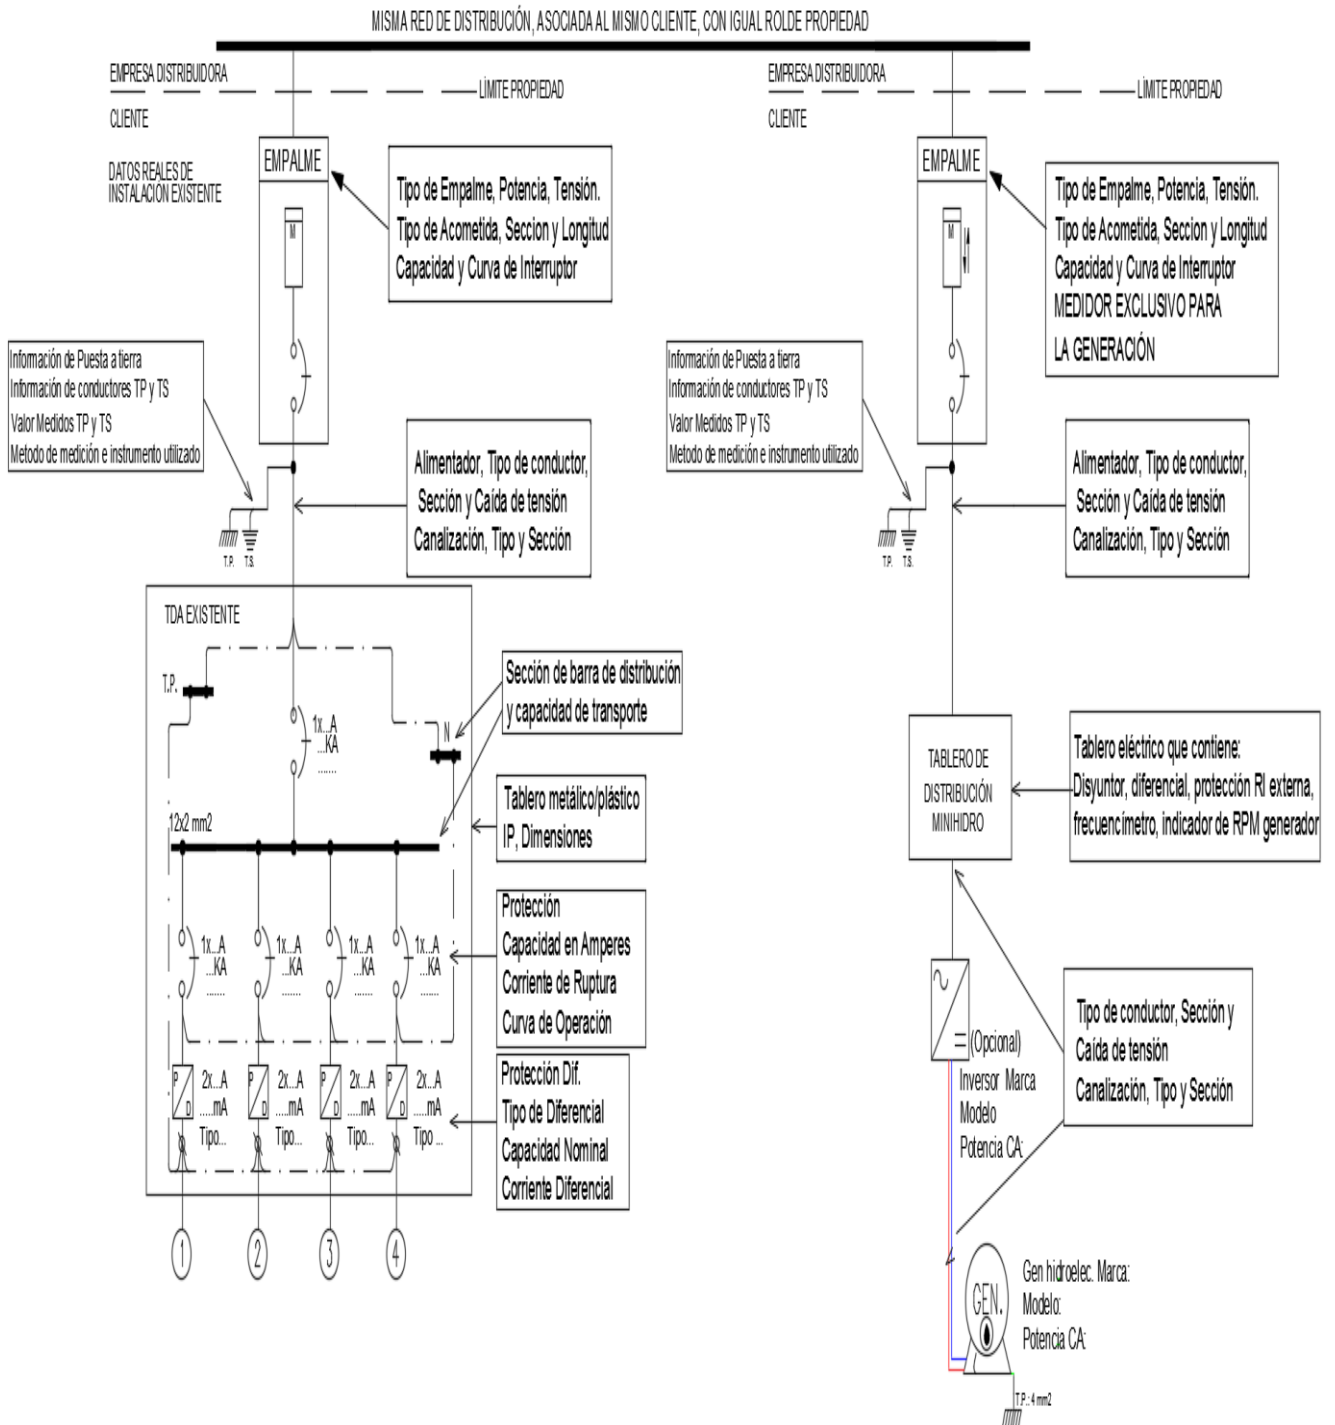 MISMA RED DE DISTRIBUCIÓN, ASOCIADA AL MISMO CLIENTE, CON IGUAL ROLDE PROPIEDAD
EMPRESA DISTRIBUIDORA
LÍMITE PROPIEDAD
CLIENTE
DATOS REALES DE
INSTALACION EXISTENTE
EMPALME
M
Tipo de Empalme, Potencia, Tensión.
Tipo de Acometida, Seccion y Longitud
Capacidad y Curva de Interruptor
Información de Puesta a tierra
Información de conductores TP y TS
Valor Medidos TP y TS
Metodo de medición e instrumento utilizado
T.P. T.S.
Alimentador, Tipo de conductor,
Sección y Caída de tensión
Canalización, Tipo y Sección
TDA EXISTENTE
T.P.
1x...A
...KA
.......
N
Sección de barra de distribución
y capacidad de transporte
12x2 mm2
Tablero metálico/plástico
IP, Dimensiones
1x...A 1x...A 1x...A 1x...A
...KA ...KA ...KA ...KA
....... ....... ....... .......
Protección
Capacidad en Amperes
Corriente de Ruptura
Curva de Operación
P D P D P D P D
2x...A 2x...A 2x...A 2x...A
.....mA .....mA .....mA .....mA
Tipo... Tipo... Tipo... Tipo ...
Protección Dif.
Tipo de Diferencial
Capacidad Nominal
Corriente Diferencial
1 2 3 4
EMPRESA DISTRIBUIDORA
LÍMITE PROPIEDAD
CLIENTE
EMPALME
M
Tipo de Empalme, Potencia, Tensión.
Tipo de Acometida, Seccion y Longitud
Capacidad y Curva de Interruptor
MEDIDOR EXCLUSIVO PARA
LA GENERACIÓN
Información de Puesta a tierra
Información de conductores TP y TS
Valor Medidos TP y TS
Metodo de medición e instrumento utilizado
T.P. T.S.
Alimentador, Tipo de conductor,
Sección y Caída de tensión
Canalización, Tipo y Sección
TABLERO DE
DISTRIBUCIÓN
MINIHIDRO
Tablero eléctrico que contiene:
Disyuntor, diferencial, protección RI externa,
frecuencímetro, indicador de RPM generador
(Opcional)
Inversor Marca
Modelo
Potencia CA:
Tipo de conductor, Sección y
Caída de tensión
Canalización, Tipo y Sección
GEN.
Gen hidroelec. Marca:
Modelo:
Potencia CA:
T.P.: 4 mm2